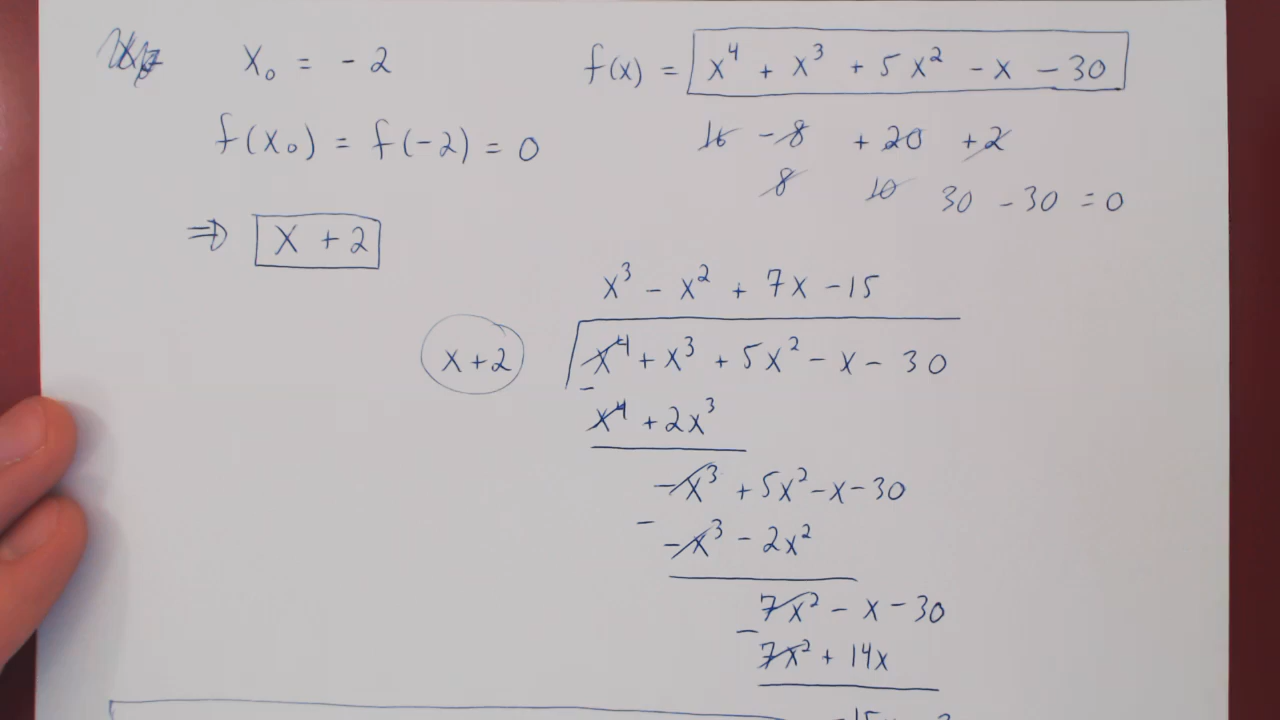 x₀ = -2
f(x) = x⁴ + x³ + 5x² - x - 30
f(x₀) = f(-2) = 0
16 -8 +20 +2
8 10 30 - 30 = 0
⇒ x + 2
x³ - x² + 7x - 15
x+2 x⁴ + x³ + 5x² - x - 30
-
x⁴ + 2x³
-x³ + 5x² - x - 30
-
-x³ - 2x²
7x² - x - 30
-
7x² + 14x